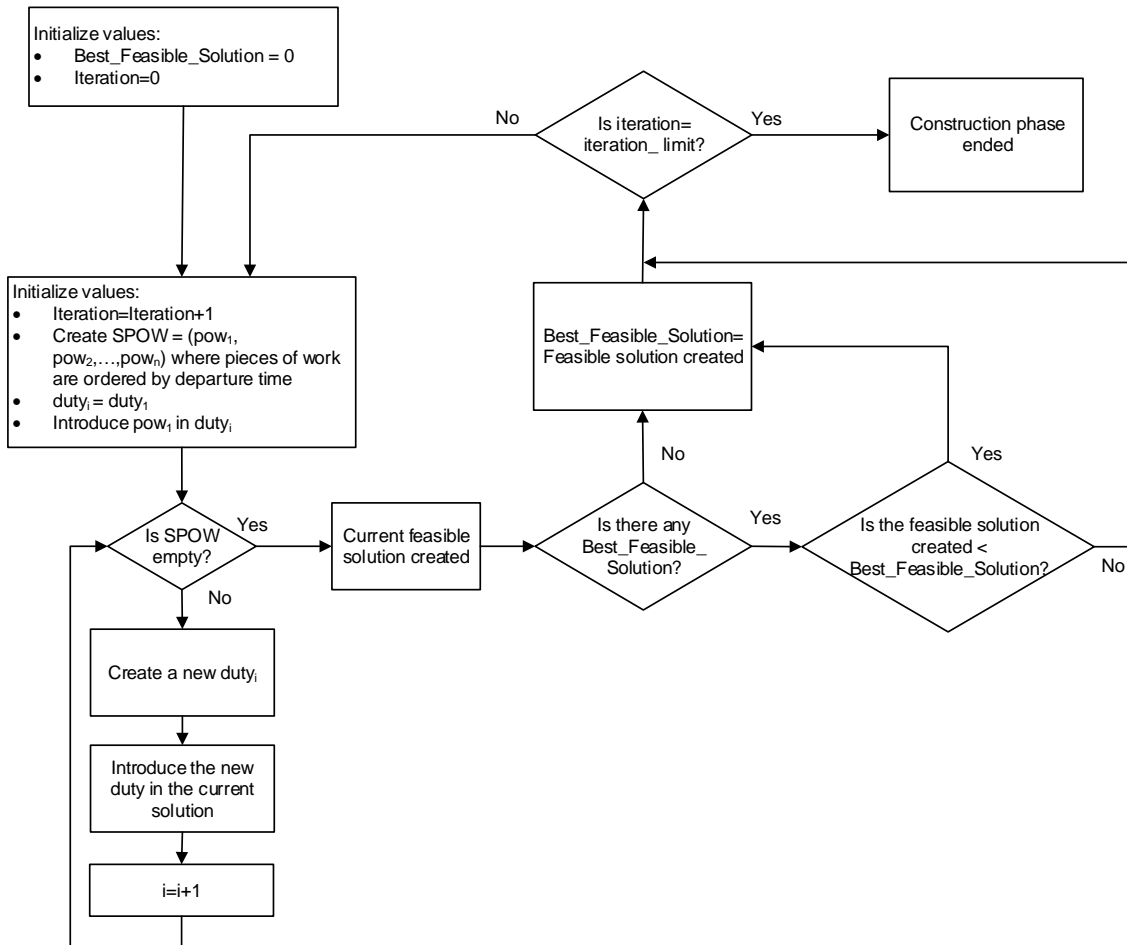 Initialize values:
• Best_Feasible_Solution = 0
• Iteration=0
No
Is iteration=
iteration_ limit?
Yes
Construction phase
ended
Initialize values:
• Iteration=Iteration+1
• Create SPOW = (pow₁,
pow₂,…,powₙ) where pieces of work
are ordered by departure time
• dutyᵢ = duty₁
• Introduce pow₁ in dutyᵢ
Best_Feasible_Solution=
Feasible solution created
No
Yes
Is SPOW
empty?
Yes
Current feasible
solution created
Is there any
Best_Feasible_
Solution?
Yes
Is the feasible solution
created <
Best_Feasible_Solution?
No
No
Create a new dutyᵢ
Introduce the new
duty in the current
solution
i=i+1